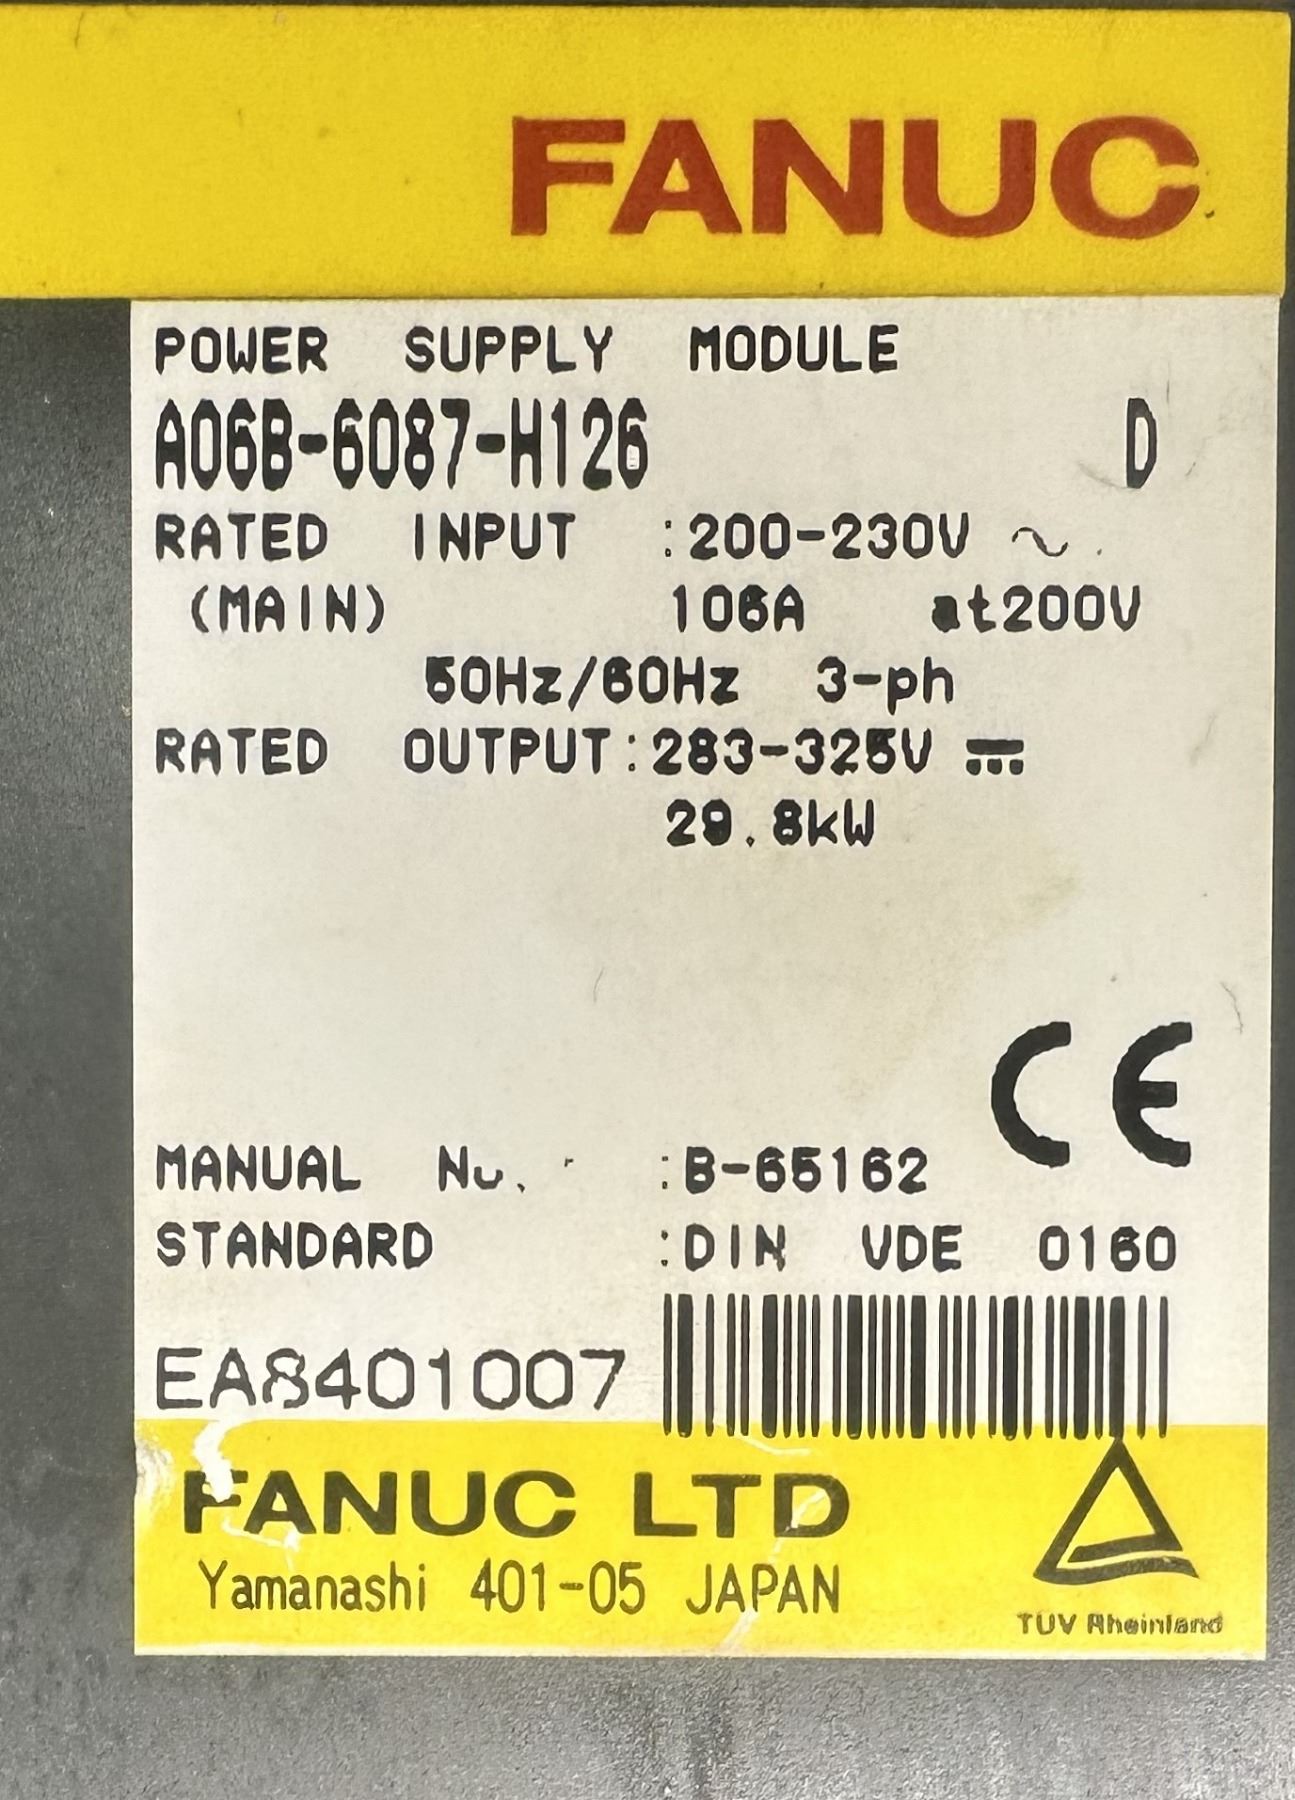 FANUC
POWER SUPPLY MODULE
A06B-6087-H126 D
RATED INPUT :200-230V ~
(MAIN) 106A at200V
50Hz/60Hz 3-ph
RATED OUTPUT:283-325V ⎓
29.8kW
CE
MANUAL No. :B-65162
STANDARD :DIN VDE 0160
EA8401007
FANUC LTD
Yamanashi 401-05 JAPAN
TUV Rheinland